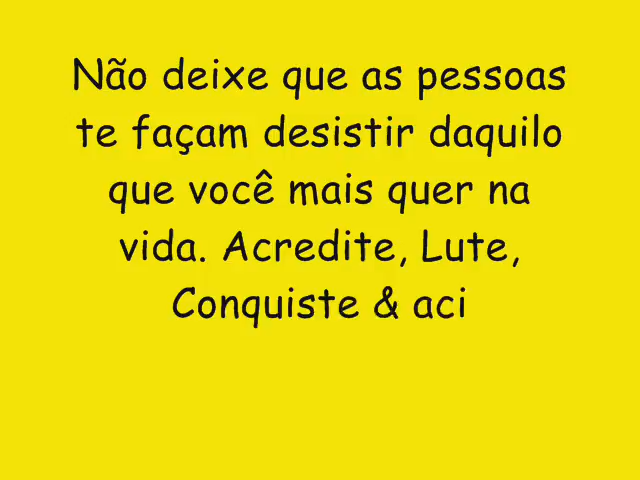 Não deixe que as pessoas
te façam desistir daquilo
que você mais quer na
vida. Acredite, Lute,
Conquiste & aci